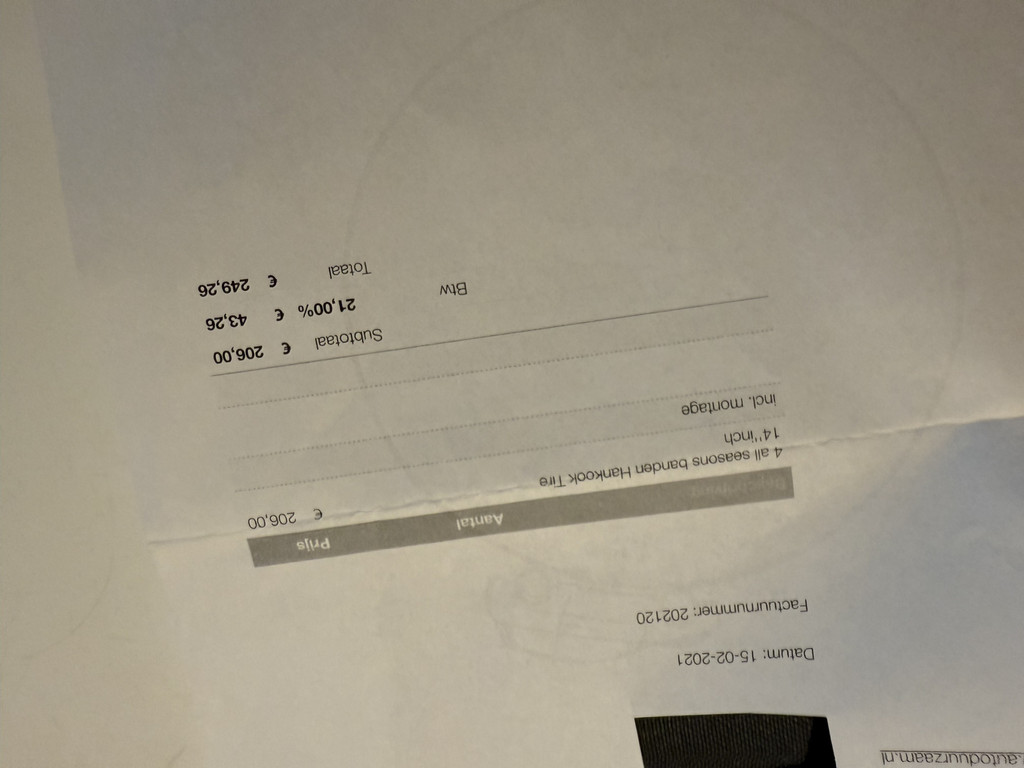 .autoduurzaam.nl
Datum: 15-02-2021
Factuurnummer: 202120
Omschrijving Aantal Prijs
4 all seasons banden Hankook Tire € 206,00
14''inch
incl. montage
Subtotaal € 206,00
Btw 21,00% € 43,26
Totaal € 249,26